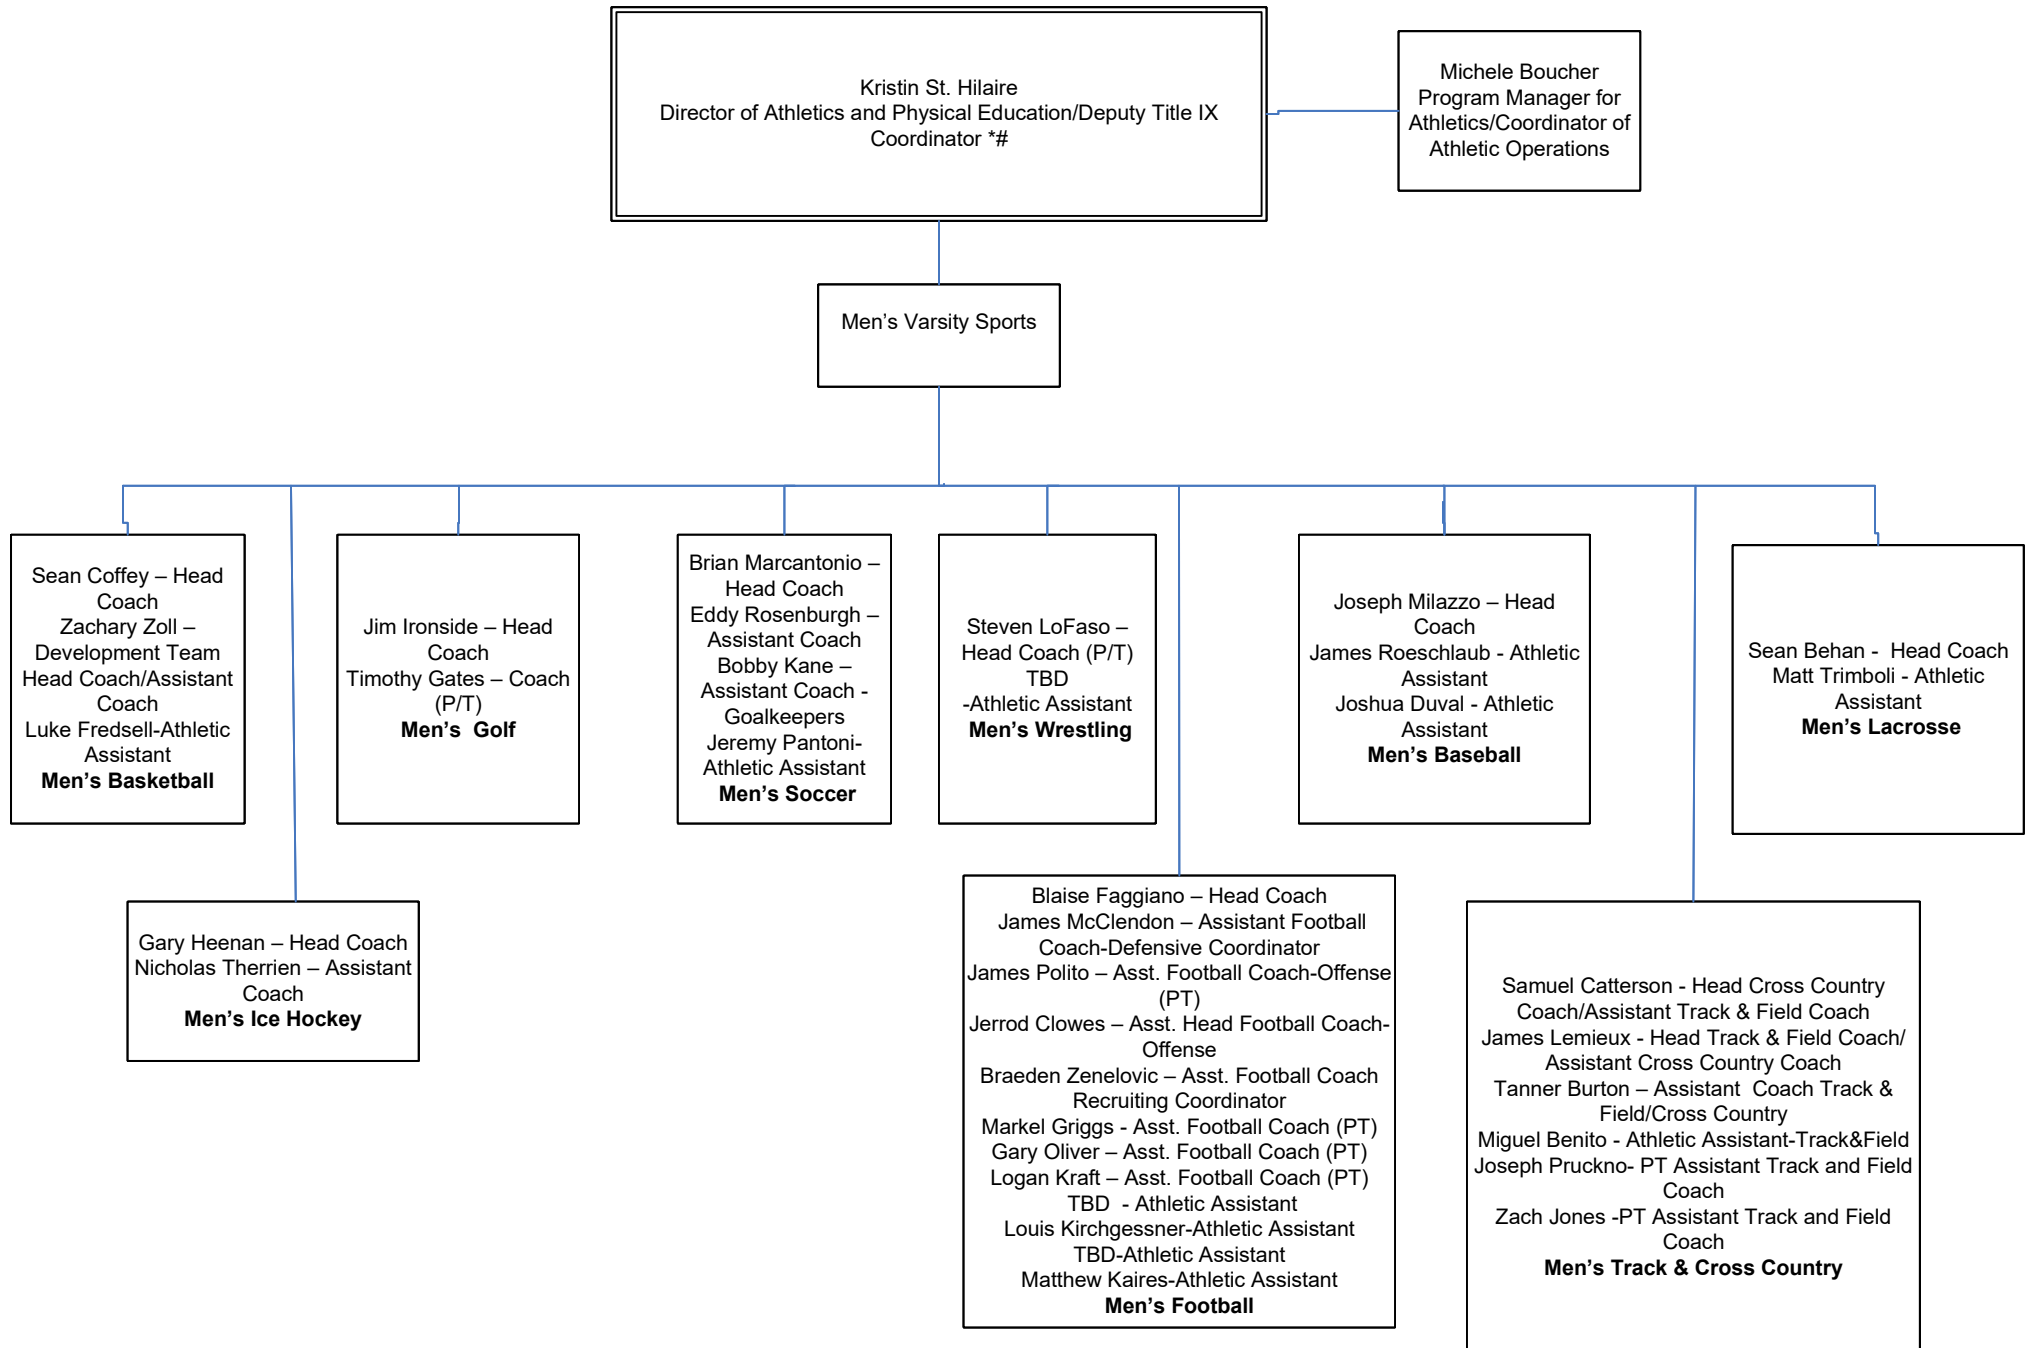 Kristin St. Hilaire
Director of Athletics and Physical Education/Deputy Title IX
Coordinator *#
Michele Boucher
Program Manager for
Athletics/Coordinator of
Athletic Operations
Men’s Varsity Sports
Sean Coffey – Head
Coach
Zachary Zoll –
Development Team
Head Coach/Assistant
Coach
Luke Fredsell-Athletic
Assistant
Men’s Basketball
Jim Ironside – Head
Coach
Timothy Gates – Coach
(P/T)
Men’s  Golf
Brian Marcantonio –
Head Coach
Eddy Rosenburgh –
Assistant Coach
Bobby Kane –
Assistant Coach -
Goalkeepers
Jeremy Pantoni-
Athletic Assistant
Men’s Soccer
Steven LoFaso –
Head Coach (P/T)
TBD
-Athletic Assistant
Men’s Wrestling
Joseph Milazzo – Head
Coach
James Roeschlaub - Athletic
Assistant
Joshua Duval - Athletic
Assistant
Men’s Baseball
Sean Behan -  Head Coach
Matt Trimboli - Athletic
Assistant
Men’s Lacrosse
Gary Heenan – Head Coach
Nicholas Therrien – Assistant
Coach
Men’s Ice Hockey
Blaise Faggiano – Head Coach
James McClendon – Assistant Football
Coach-Defensive Coordinator
James Polito – Asst. Football Coach-Offense
(PT)
Jerrod Clowes – Asst. Head Football Coach-
Offense
Braeden Zenelovic – Asst. Football Coach
Recruiting Coordinator
Markel Griggs - Asst. Football Coach (PT)
Gary Oliver – Asst. Football Coach (PT)
Logan Kraft – Asst. Football Coach (PT)
TBD  - Athletic Assistant
Louis Kirchgessner-Athletic Assistant
TBD-Athletic Assistant
Matthew Kaires-Athletic Assistant
Men’s Football
Samuel Catterson - Head Cross Country
Coach/Assistant Track & Field Coach
James Lemieux - Head Track & Field Coach/
Assistant Cross Country Coach
Tanner Burton – Assistant  Coach Track &
Field/Cross Country
Miguel Benito - Athletic Assistant-Track&Field
Joseph Pruckno- PT Assistant Track and Field
Coach
Zach Jones -PT Assistant Track and Field
Coach
Men’s Track & Cross Country